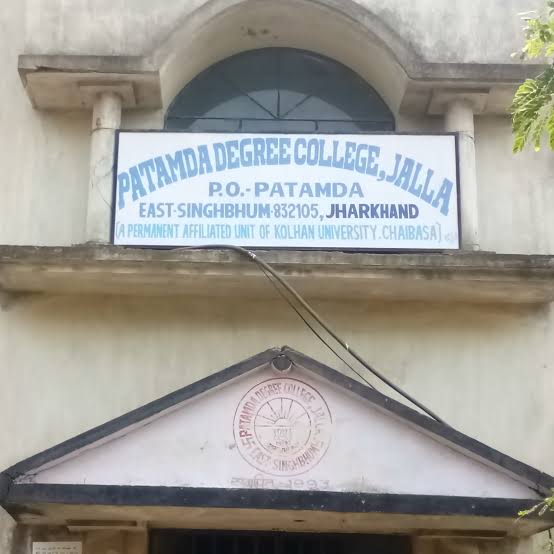 PATAMDA DEGREE COLLEGE, JALLA
P.O.-PATAMDA
EAST-SINGHBHUM-832105, JHARKHAND
(A PERMANENT AFFILIATED UNIT OF KOLHAN UNIVERSITY, CHAIBASA)
PATAMDA DEGREE COLLEGE, JALLA
EAST-SINGHBHUM